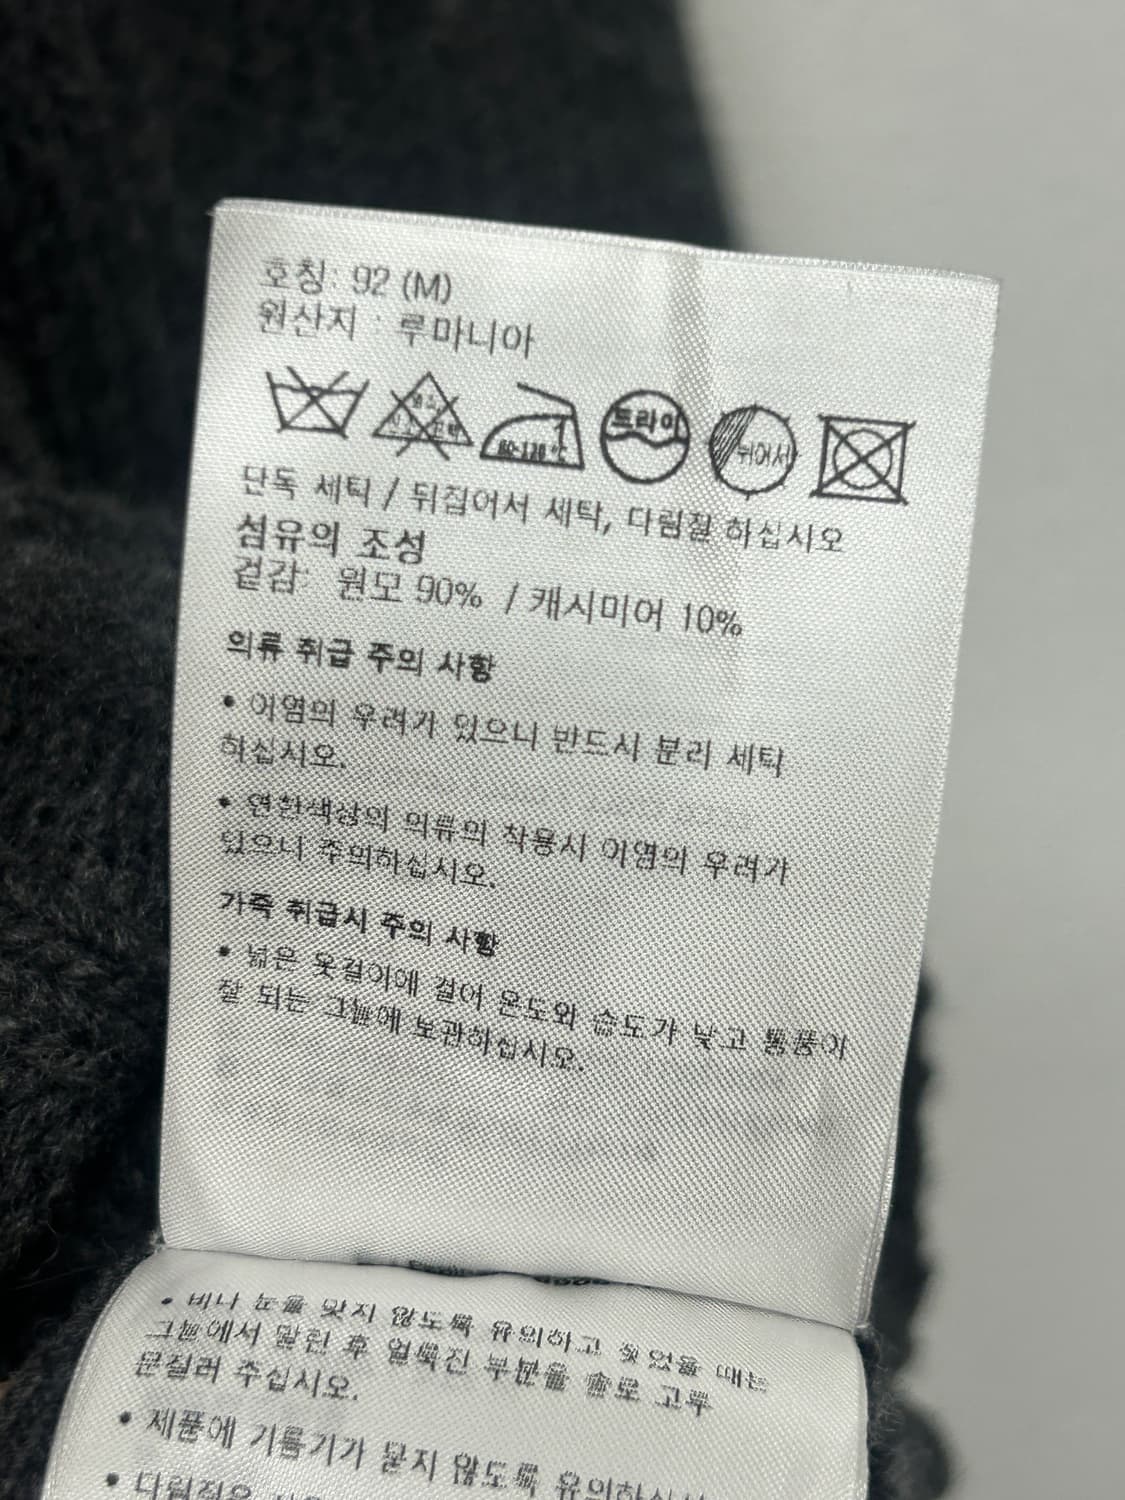 호칭: 92 (M)
원산지 : 루마니아
80-120℃
드라이
뉘어서
단독 세탁 / 뒤집어서 세탁, 다림질 하십시오
섬유의 조성
겉감: 원모 90% / 캐시미어 10%
의류 취급 주의 사항
• 이염의 우려가 있으니 반드시 분리 세탁
하십시오.
• 연한색상의 의류의 착용시 이염의 우려가
있으니 주의하십시오.
가죽 취급시 주의 사항
• 넓은 옷걸이에 걸어 온도와 습도가 낮고 통풍이
잘 되는 그늘에 보관하십시오.
• 비나 눈을 맞지 않도록 유의하고 젖었을 때는
그늘에서 말린 후 얼룩진 부분을 솔로 고루
문질러 주십시오.
• 제품에 기름기가 묻지 않도록 유의하십시
• 다림질은